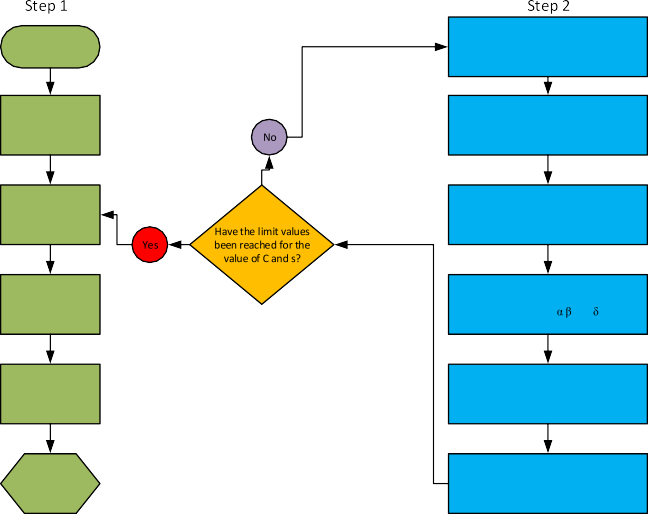 Step 1
Step 2
No
Have the limit values
been reached for the
value of C and s?
Yes
α β δ